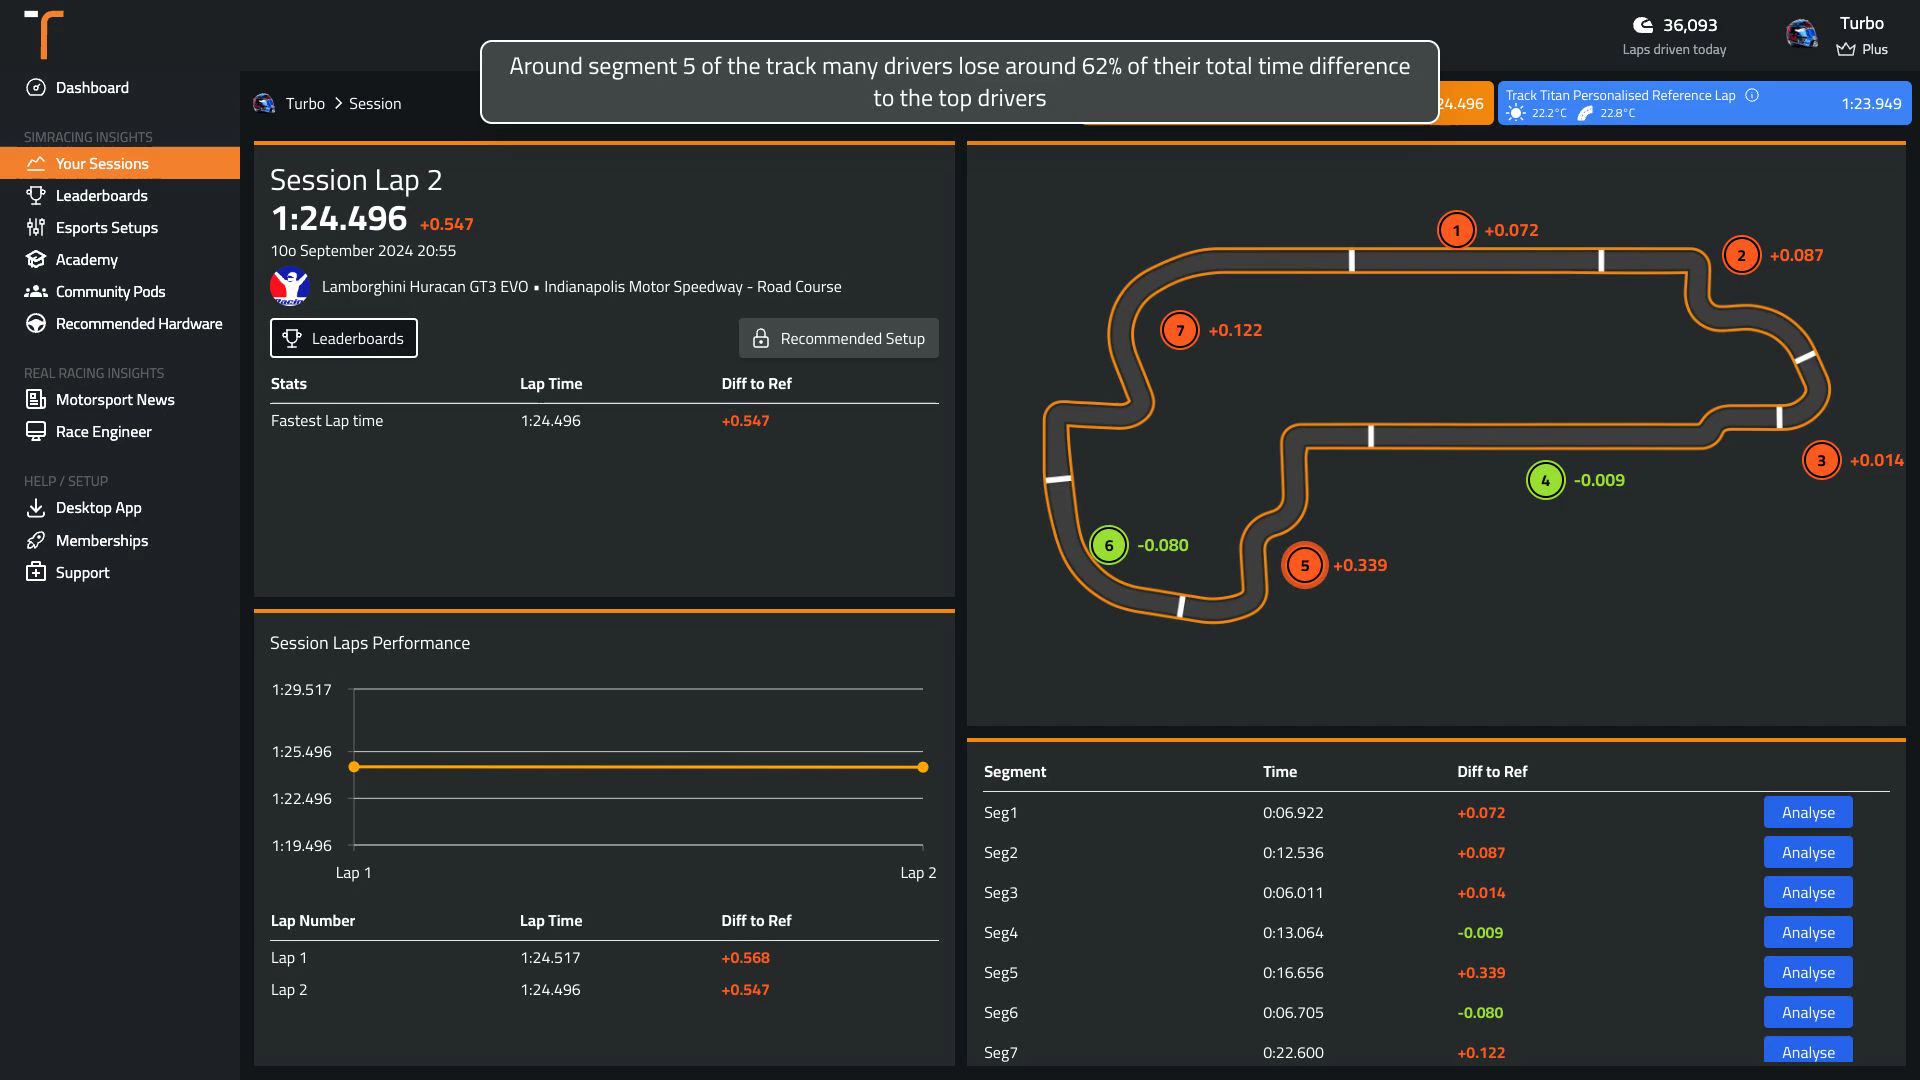 36,093
Laps driven today
Turbo
Plus
Around segment 5 of the track many drivers lose around 62% of their total time difference
to the top drivers
Dashboard
SIMRACING INSIGHTS
Your Sessions
Leaderboards
Esports Setups
Academy
Community Pods
Recommended Hardware
REAL RACING INSIGHTS
Motorsport News
Race Engineer
HELP / SETUP
Desktop App
Memberships
Support
Turbo > Session
24.496
Track Titan Personalised Reference Lap
22.2°C 22.8°C
1:23.949
Session Lap 2
1:24.496 +0.547
10o September 2024 20:55
Lamborghini Huracan GT3 EVO • Indianapolis Motor Speedway - Road Course
Leaderboards
Recommended Setup
Stats Lap Time Diff to Ref
Fastest Lap time 1:24.496 +0.547
1 +0.072
2 +0.087
7 +0.122
3 +0.014
4 -0.009
6 -0.080
5 +0.339
Session Laps Performance
1:29.517
1:25.496
1:22.496
1:19.496
Lap 1 Lap 2
Lap Number Lap Time Diff to Ref
Lap 1 1:24.517 +0.568
Lap 2 1:24.496 +0.547
Segment Time Diff to Ref
Seg1 0:06.922 +0.072 Analyse
Seg2 0:12.536 +0.087 Analyse
Seg3 0:06.011 +0.014 Analyse
Seg4 0:13.064 -0.009 Analyse
Seg5 0:16.656 +0.339 Analyse
Seg6 0:06.705 -0.080 Analyse
Seg7 0:22.600 +0.122 Analyse